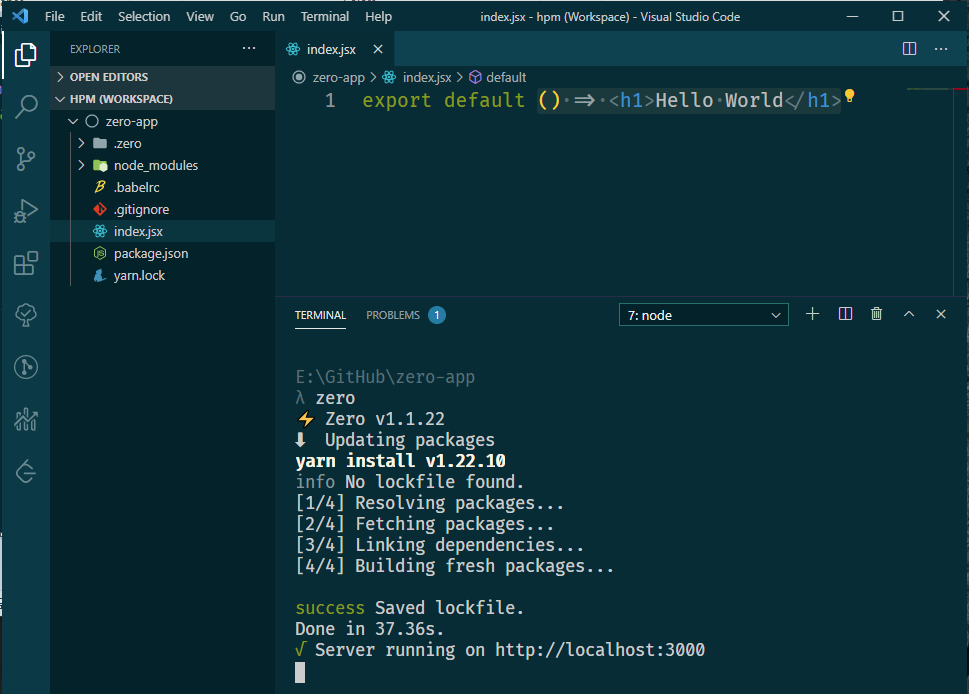 File Edit Selection View Go Run Terminal Help index.jsx - hpm (Workspace) - Visual Studio Code
EXPLORER
OPEN EDITORS
HPM (WORKSPACE)
zero-app
.zero
node_modules
.babelrc
.gitignore
index.jsx
package.json
yarn.lock
index.jsx
zero-app > index.jsx > default
1 export default () => <h1>Hello World</h1>
TERMINAL PROBLEMS 1 7: node
E:\GitHub\zero-app
λ zero
⚡ Zero v1.1.22
⬇ Updating packages
yarn install v1.22.10
info No lockfile found.
[1/4] Resolving packages...
[2/4] Fetching packages...
[3/4] Linking dependencies...
[4/4] Building fresh packages...
success Saved lockfile.
Done in 37.36s.
√ Server running on http://localhost:3000